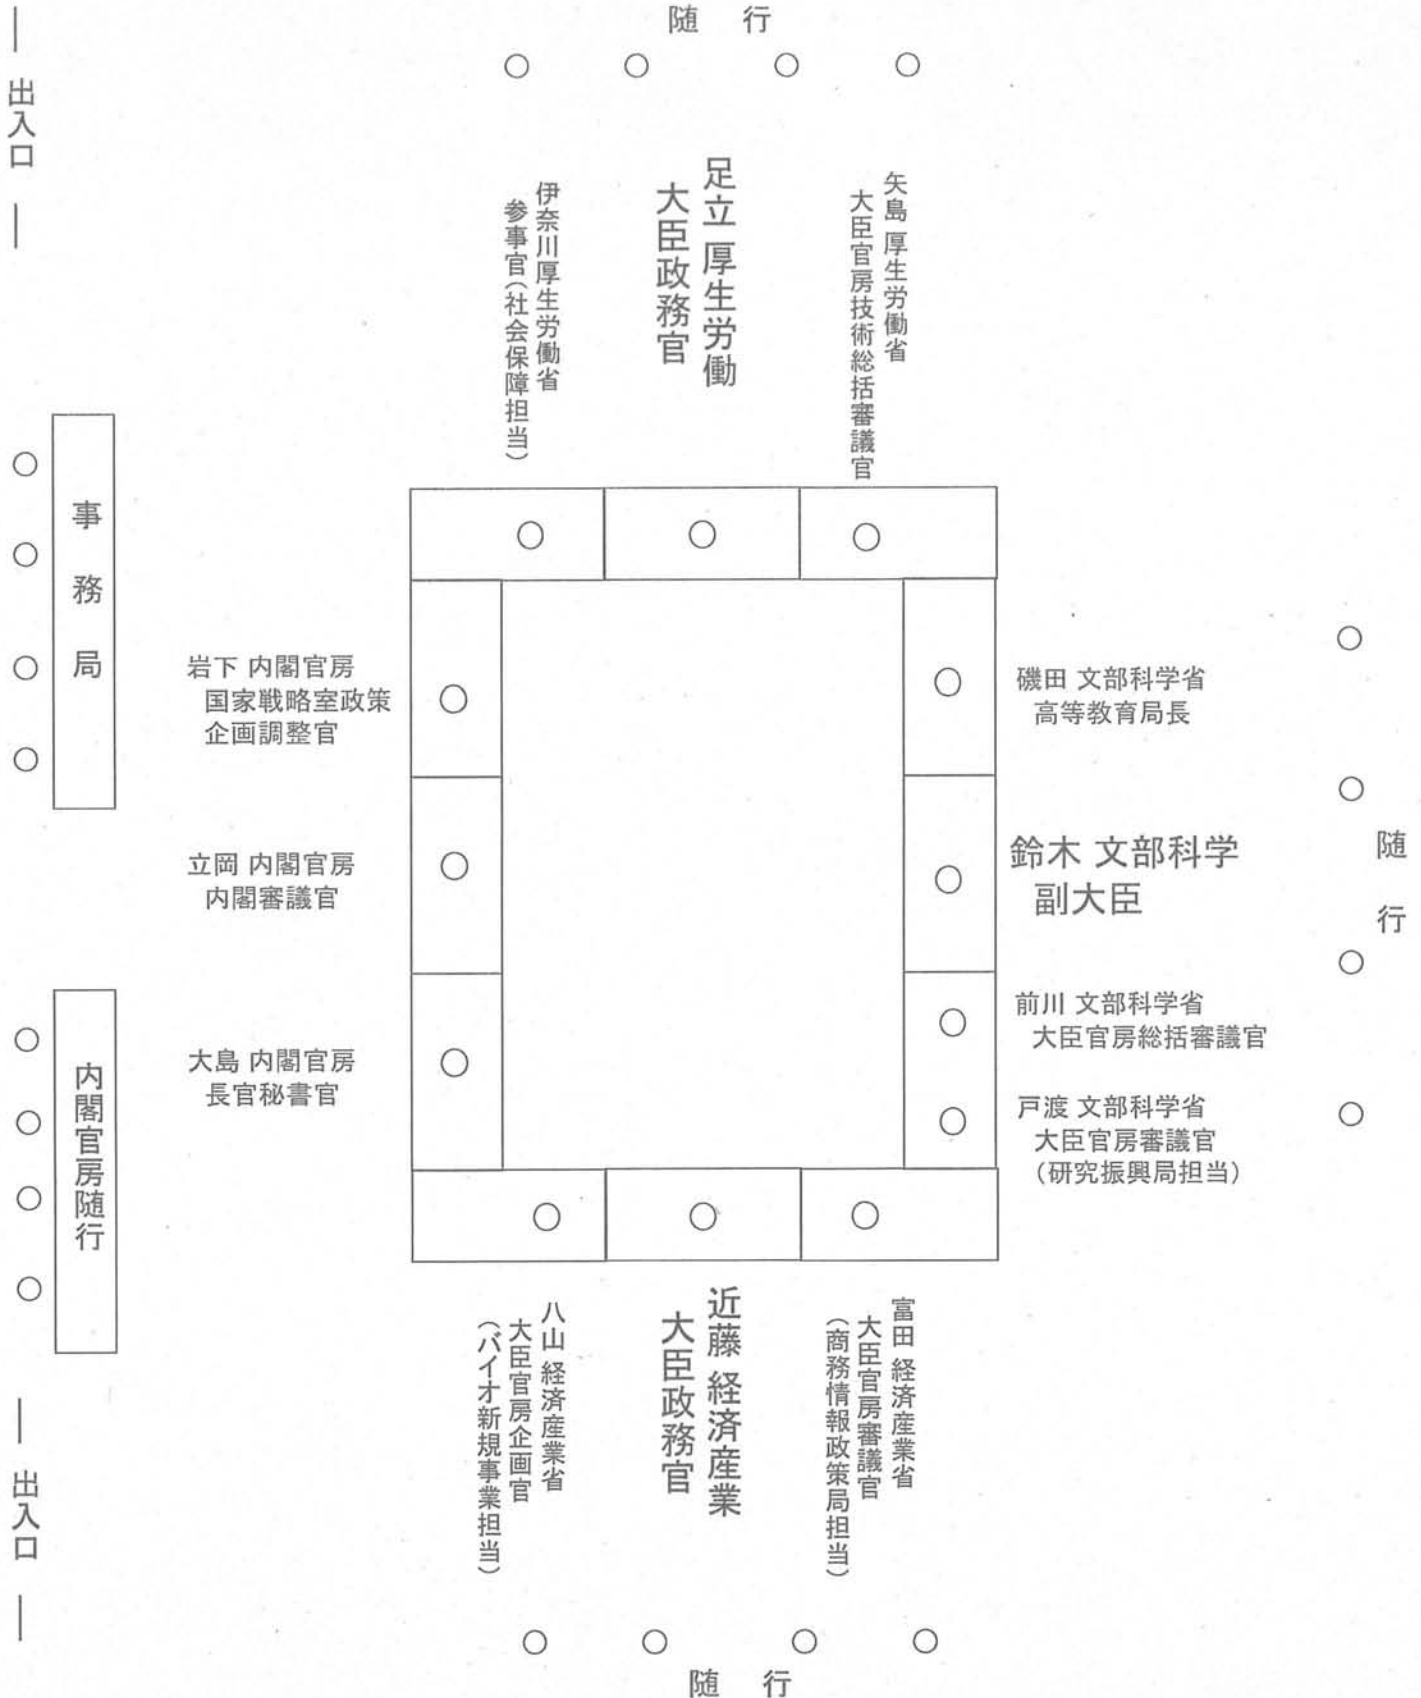 随 行
出入口
矢島 厚生労働省
大臣官房技術総括審議官
足立 厚生労働
大臣政務官
伊奈川厚生労働省
参事官（社会保障担当）
事務局
岩下 内閣官房
国家戦略室政策
企画調整官
立岡 内閣官房
内閣審議官
大島 内閣官房
長官秘書官
磯田 文部科学省
高等教育局長
鈴木 文部科学
副大臣
前川 文部科学省
大臣官房総括審議官
戸渡 文部科学省
大臣官房審議官
（研究振興局担当）
随行
内閣官房随行
富田 経済産業省
大臣官房審議官
（商務情報政策局担当）
近藤 経済産業
大臣政務官
八山 経済産業省
大臣官房企画官
（バイオ新規事業担当）
出入口
随 行